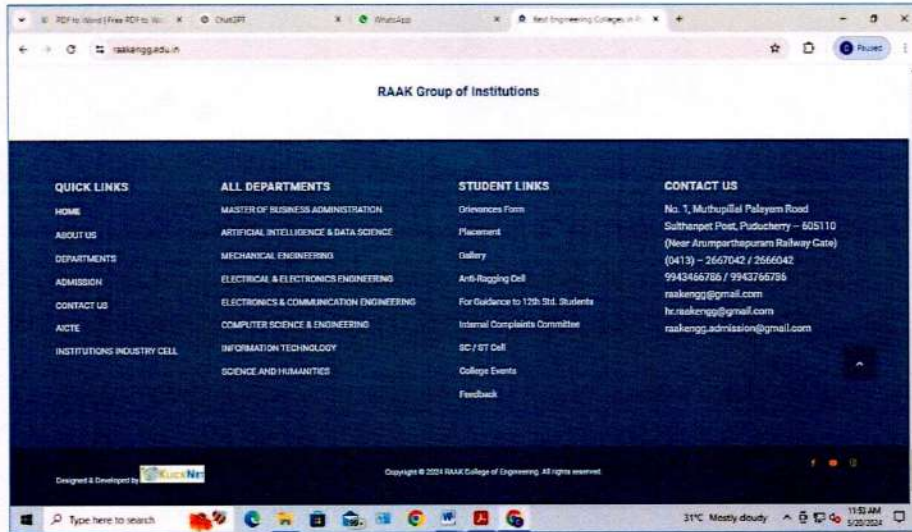 PDF to Word | Free PDF to Wo
ChatGPT
WhatsApp
Best Engineering Colleges in P
raakengg.edu.in
Paused
RAAK Group of Institutions
QUICK LINKS
HOME
ABOUT US
DEPARTMENTS
ADMISSION
CONTACT US
AICTE
INSTITUTIONS INDUSTRY CELL
ALL DEPARTMENTS
MASTER OF BUSINESS ADMINISTRATION
ARTIFICIAL INTELLIGENCE & DATA SCIENCE
MECHANICAL ENGINEERING
ELECTRICAL & ELECTRONICS ENGINEERING
ELECTRONICS & COMMUNICATION ENGINEERING
COMPUTER SCIENCE & ENGINEERING
INFORMATION TECHNOLOGY
SCIENCE AND HUMANITIES
STUDENT LINKS
Grievances Form
Placement
Gallery
Anti-Ragging Cell
For Guidance to 12th Std. Students
Internal Complaints Committee
SC / ST Cell
College Events
Feedback
CONTACT US
No. 1, Muthupillai Palayam Road
Sulthanpet Post, Puducherry – 605110
(Near Arumparthapuram Railway Gate)
(0413) – 2667042 / 2666042
9943466786 / 9943766786
raakengg@gmail.com
hr.raakengg@gmail.com
raakengg.admission@gmail.com
Designed & Developed by KlickNet
Copyright © 2024 RAAK College of Engineering. All rights reserved.
Type here to search
31°C Mostly cloudy
11:53 AM
5/20/2024